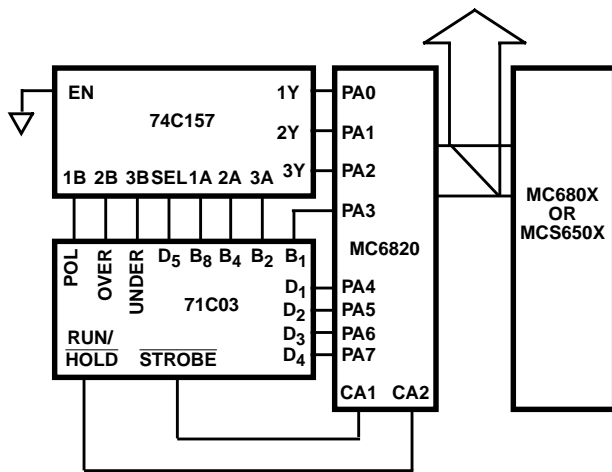 EN
74C157
1Y
2Y
3Y
1B 2B 3B SEL 1A 2A 3A
POL
OVER
UNDER
D5 B8 B4 B2 B1
71C03
D1
D2
D3
D4
RUN/
HOLD
STROBE
PA0
PA1
PA2
PA3
MC6820
PA4
PA5
PA6
PA7
CA1 CA2
MC680X
OR
MCS650X